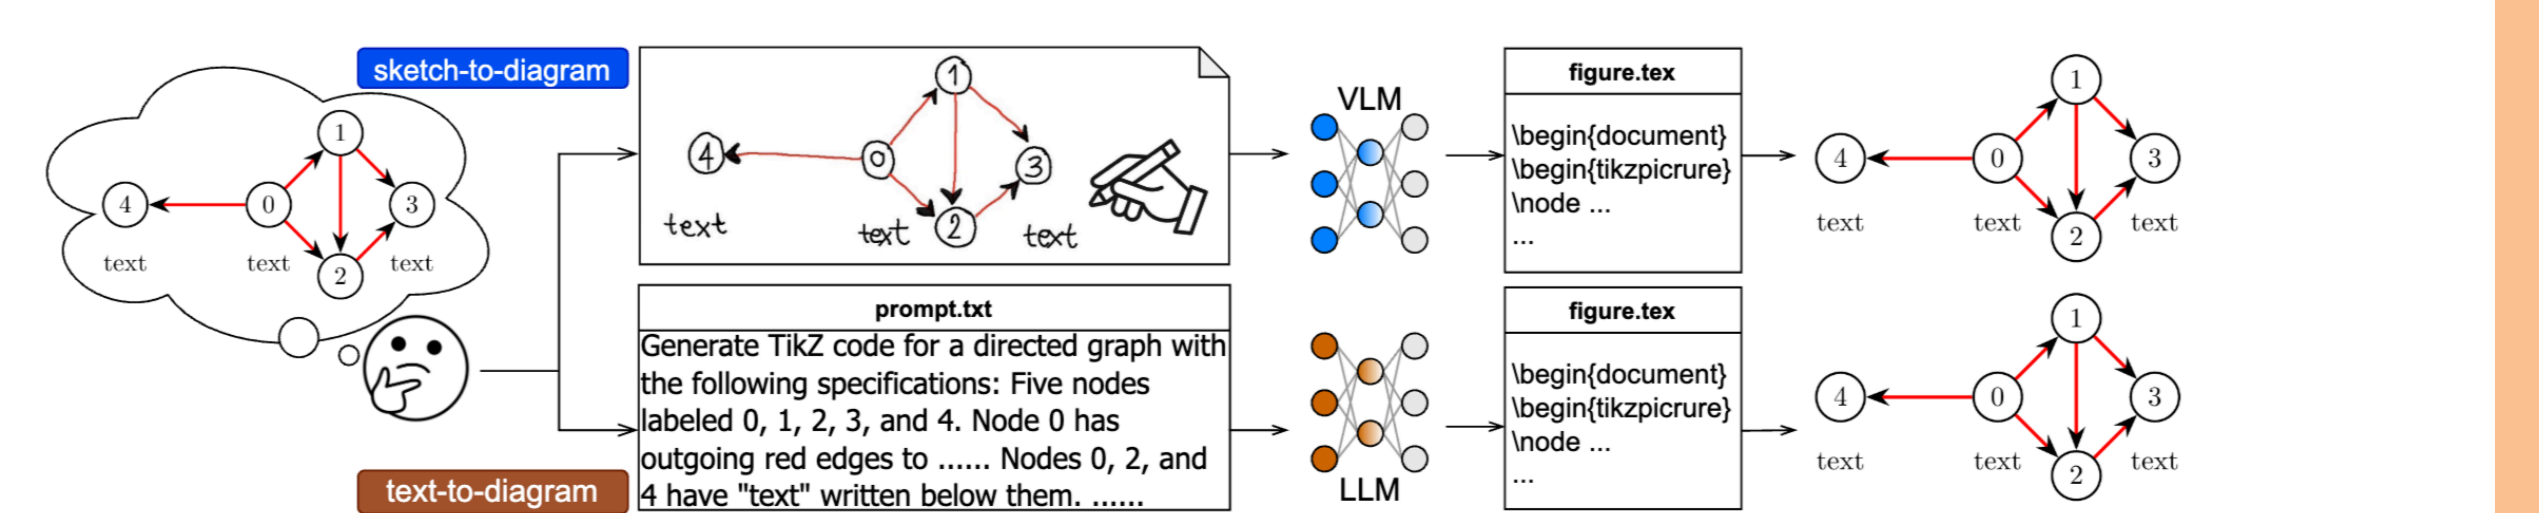 sketch-to-diagram
1
4
0
3
2
text
text
text
1
4
0
3
2
text
text
text
VLM
figure.tex
\begin{document}
\begin{tikzpicrure}
\node ...
...
1
4
0
3
2
text
text
text
text-to-diagram
prompt.txt
Generate TikZ code for a directed graph with
the following specifications: Five nodes
labeled 0, 1, 2, 3, and 4. Node 0 has
outgoing red edges to ...... Nodes 0, 2, and
4 have "text" written below them. ......
LLM
figure.tex
\begin{document}
\begin{tikzpicrure}
\node ...
...
1
4
0
3
2
text
text
text